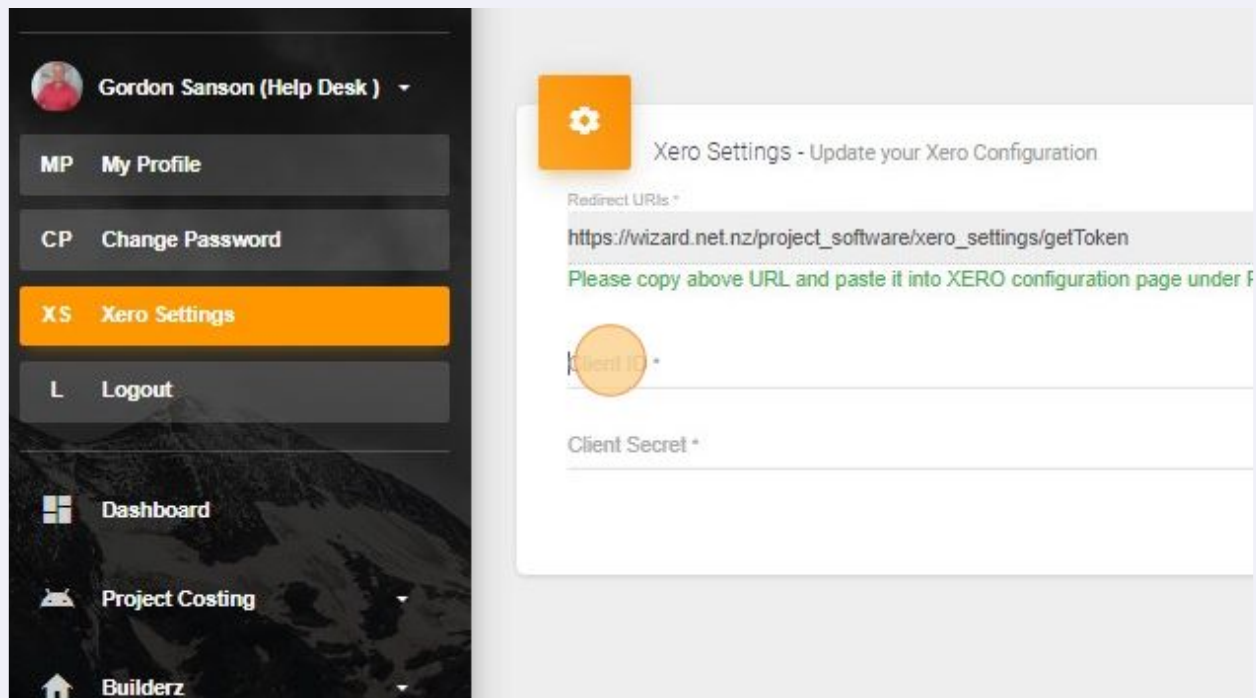 Gordon Sanson (Help Desk )
MP My Profile
CP Change Password
XS Xero Settings
L Logout
Dashboard
Project Costing
Builderz
Xero Settings - Update your Xero Configuration
Redirect URIs *
https://wizard.net.nz/project_software/xero_settings/getToken
Please copy above URL and paste it into XERO configuration page under
Client ID *
Client Secret *